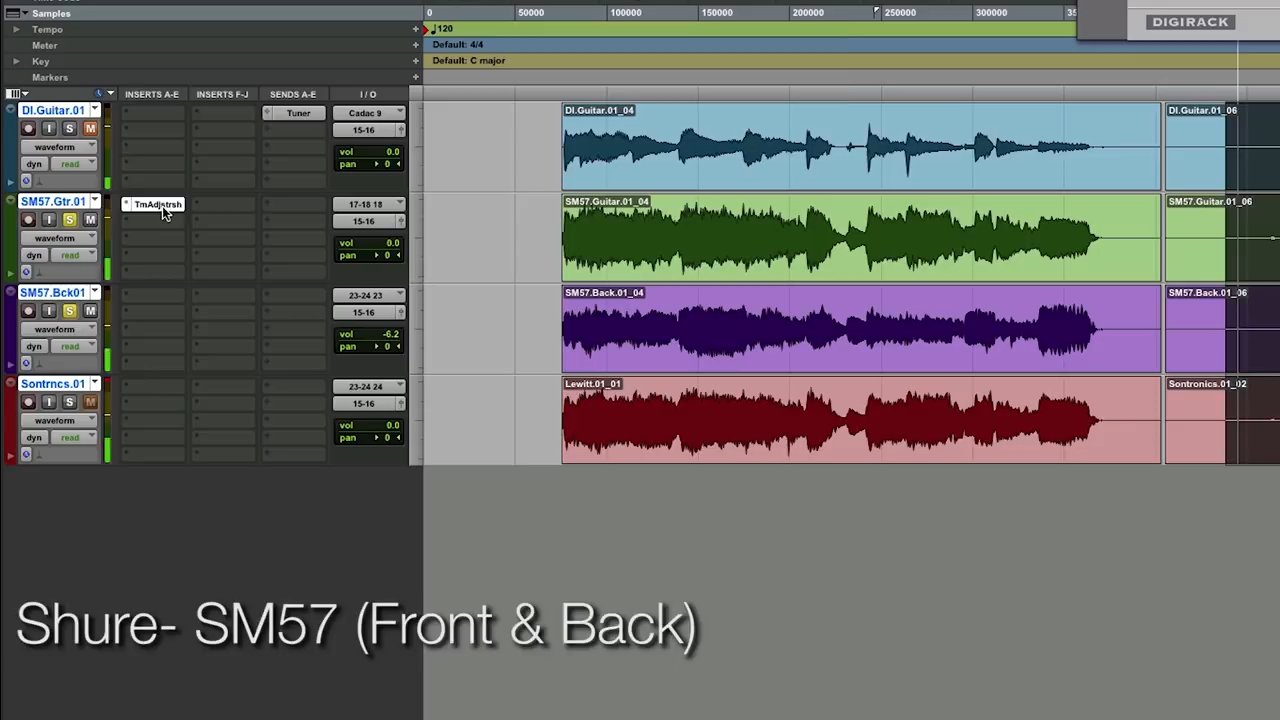 Samples
0 50000 100000 150000 200000 250000 300000
DIGIRACK
Tempo + 120
Meter Default: 4/4
Key + Default: C major
Markers +
INSERTS A-E INSERTS F-J SENDS A-E I / O
DI.Guitar.01
Tuner
Cadac 9
I S M
15-16
waveform
vol 0.0
dyn read
pan 0
DI.Guitar.01_04
DI.Guitar.01_06
SM57.Gtr.01
TmAdjstrsh
17-18 18
I S M
15-16
waveform
vol 0.0
dyn read
pan 0
SM57.Guitar.01_04
SM57.Guitar.01_06
SM57.Bck01
23-24 23
I S M
15-16
waveform
vol -6.2
dyn read
pan 0
SM57.Back.01_04
SM57.Back.01_06
Sontrncs.01
23-24 24
I S M
15-16
waveform
vol 0.0
dyn read
pan 0
Lewitt.01_01
Sontronics.01_02
Shure- SM57 (Front & Back)